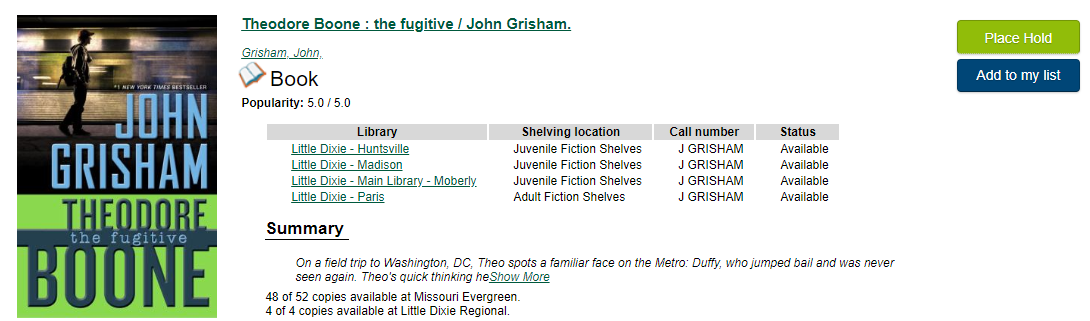 Theodore Boone : the fugitive / John Grisham.
Grisham, John,
Book
Popularity: 5.0 / 5.0
Place Hold
Add to my list
#1 NEW YORK TIMES BESTSELLER
JOHN
GRISHAM
THEODORE
the fugitive
BOONE
Library Shelving location Call number Status
Little Dixie - Huntsville Juvenile Fiction Shelves J GRISHAM Available
Little Dixie - Madison Juvenile Fiction Shelves J GRISHAM Available
Little Dixie - Main Library - Moberly Juvenile Fiction Shelves J GRISHAM Available
Little Dixie - Paris Adult Fiction Shelves J GRISHAM Available
Summary
On a field trip to Washington, DC, Theo spots a familiar face on the Metro: Duffy, who jumped bail and was never
seen again. Theo's quick thinking heShow More
48 of 52 copies available at Missouri Evergreen.
4 of 4 copies available at Little Dixie Regional.